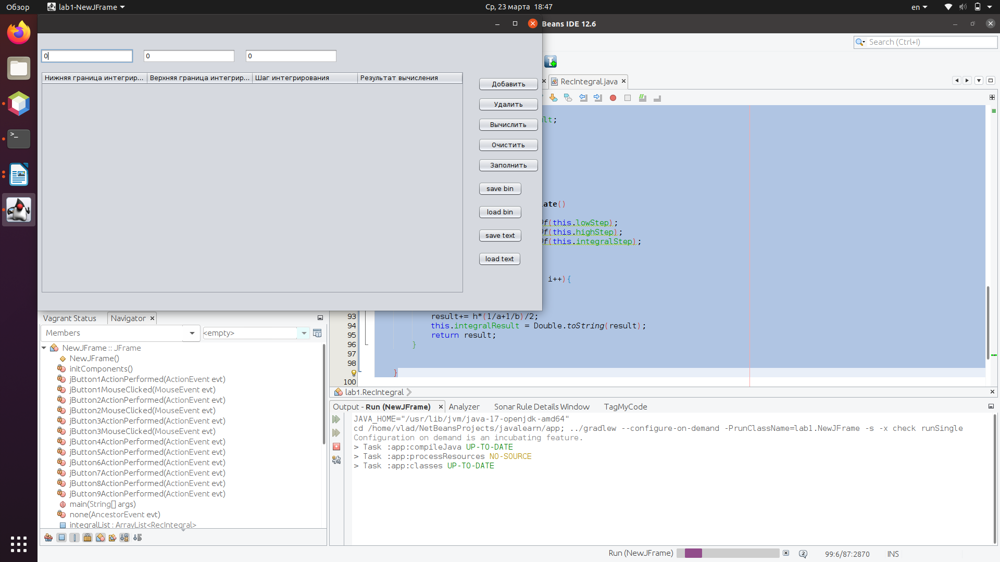 Обзор
lab1-NewJFrame
Ср, 23 марта 18:47
en
Beans IDE 12.6
Search (Ctrl+I)
0
0
0
Нижняя граница интегрир...
Верхняя граница интегрир...
Шаг интегрирования
Результат вычисления
Добавить
Удалить
Вычислить
Очистить
Заполнить
save bin
load bin
save text
load text
RecIntegral.java
lt;
ate()
f(this.lowStep);
f(this.highStep);
f(this.integralStep);
i++){
93 result+= h*(1/a+1/b)/2;
94 this.integralResult = Double.toString(result);
95 return result;
96 }
97
98
}
100
lab1.RecIntegral
Vagrant Status
Navigator
Members
<empty>
NewJFrame :: JFrame
NewJFrame()
initComponents()
jButton1ActionPerformed(ActionEvent evt)
jButton1MouseClicked(MouseEvent evt)
jButton2ActionPerformed(ActionEvent evt)
jButton2MouseClicked(MouseEvent evt)
jButton3ActionPerformed(ActionEvent evt)
jButton3MouseClicked(MouseEvent evt)
jButton4ActionPerformed(ActionEvent evt)
jButton5ActionPerformed(ActionEvent evt)
jButton6ActionPerformed(ActionEvent evt)
jButton7ActionPerformed(ActionEvent evt)
jButton8ActionPerformed(ActionEvent evt)
jButton9ActionPerformed(ActionEvent evt)
main(String[] args)
none(AncestorEvent evt)
integralList : ArrayList<RecIntegral>
Output - Run (NewJFrame)
Analyzer
Sonar Rule Details Window
TagMyCode
JAVA_HOME="/usr/lib/jvm/java-17-openjdk-amd64"
cd /home/vlad/NetBeansProjects/javalearn/app; ../gradlew --configure-on-demand -PrunClassName=lab1.NewJFrame -s -x check runSingle
Configuration on demand is an incubating feature.
> Task :app:compileJava UP-TO-DATE
> Task :app:processResources NO-SOURCE
> Task :app:classes UP-TO-DATE
Run (NewJFrame)
2
99:6/87:2870
INS